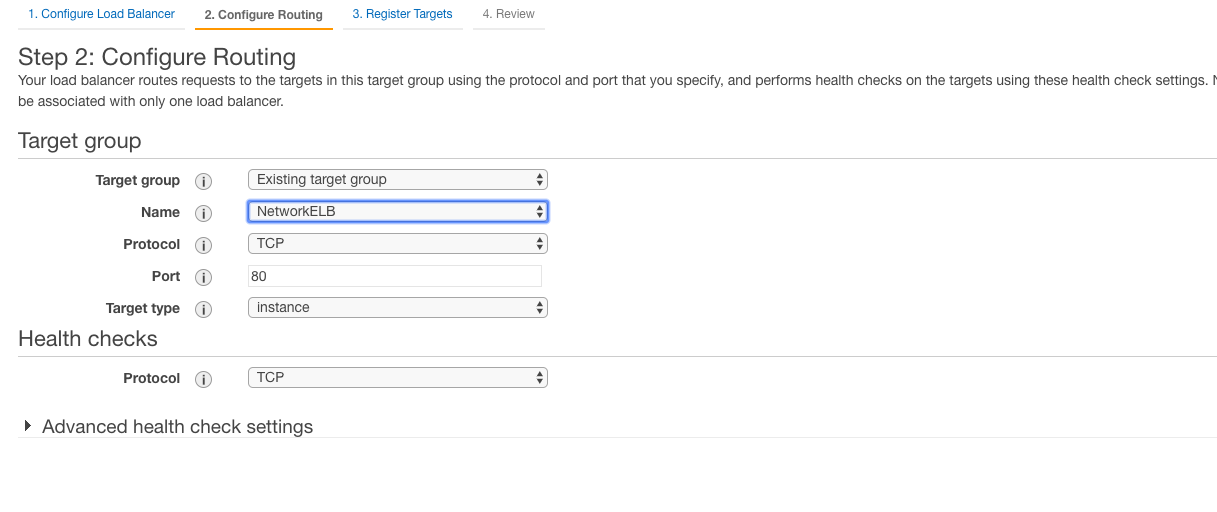 1. Configure Load Balancer 2. Configure Routing 3. Register Targets 4. Review
Step 2: Configure Routing
Your load balancer routes requests to the targets in this target group using the protocol and port that you specify, and performs health checks on the targets using these health check settings.
be associated with only one load balancer.
Target group
Target group i Existing target group
Name i NetworkELB
Protocol i TCP
Port i 80
Target type i instance
Health checks
Protocol i TCP
Advanced health check settings